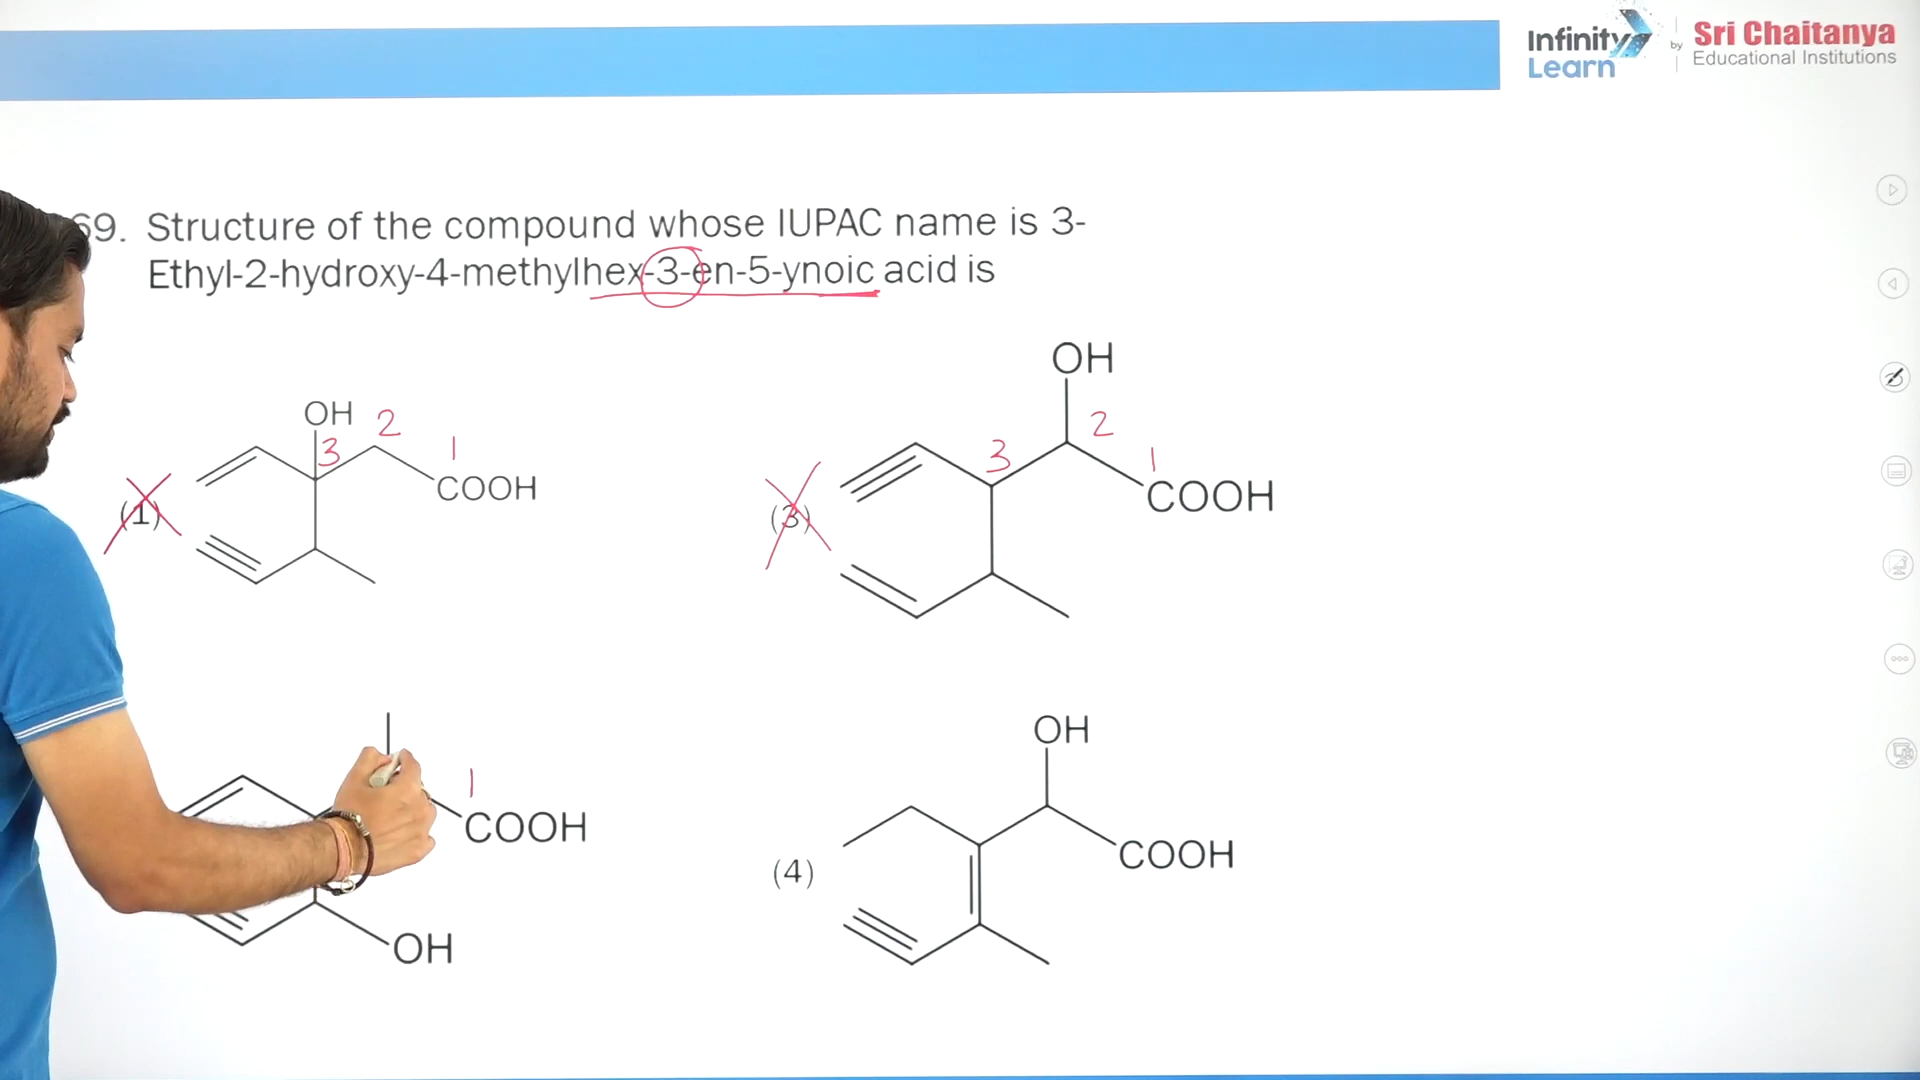 Infinity
Learn
by
Sri Chaitanya
Educational Institutions
69. Structure of the compound whose IUPAC name is 3-
Ethyl-2-hydroxy-4-methylhex-3-en-5-ynoic acid is
OH
2
3
1
COOH
(1)
OH
2
3
1
COOH
(3)
1
COOH
OH
OH
COOH
(4)